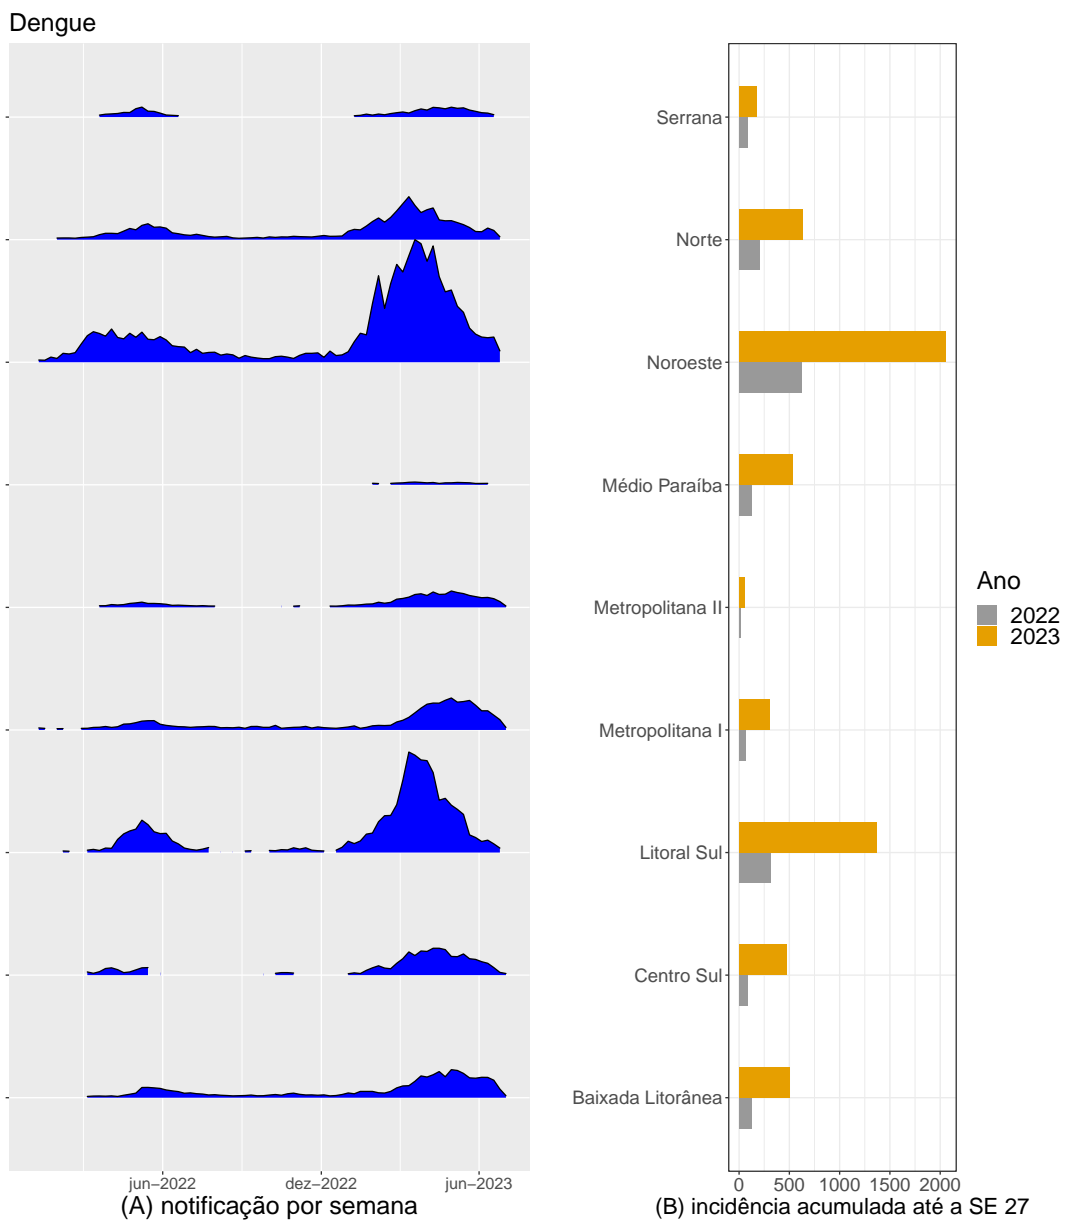 Dengue
jun–2022
dez–2022
jun–2023
(A) notificação por semana
Serrana
Norte
Noroeste
Médio Paraíba
Metropolitana II
Metropolitana I
Litoral Sul
Centro Sul
Baixada Litorânea
0 500 1000 1500 2000
(B) incidência acumulada até a SE 27
Ano
2022
2023